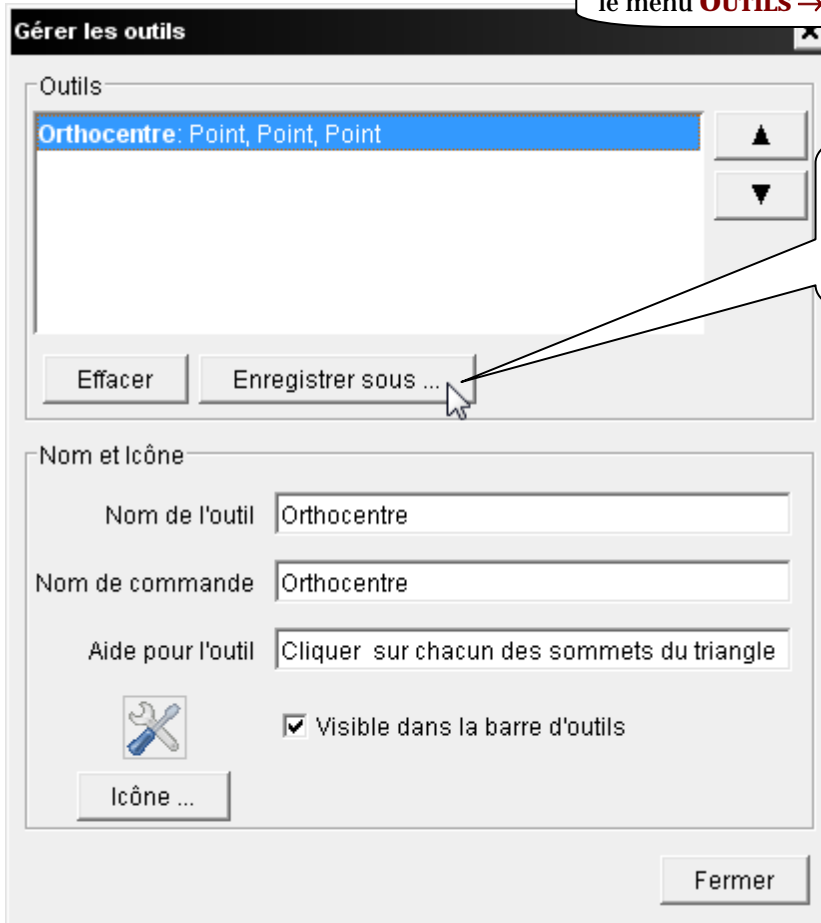 le menu OUTILS →
Gérer les outils
Outils
Orthocentre: Point, Point, Point
Effacer
Enregistrer sous ...
Nom et Icône
Nom de l'outil
Orthocentre
Nom de commande
Orthocentre
Aide pour l'outil
Cliquer sur chacun des sommets du triangle
Visible dans la barre d'outils
Icône ...
Fermer